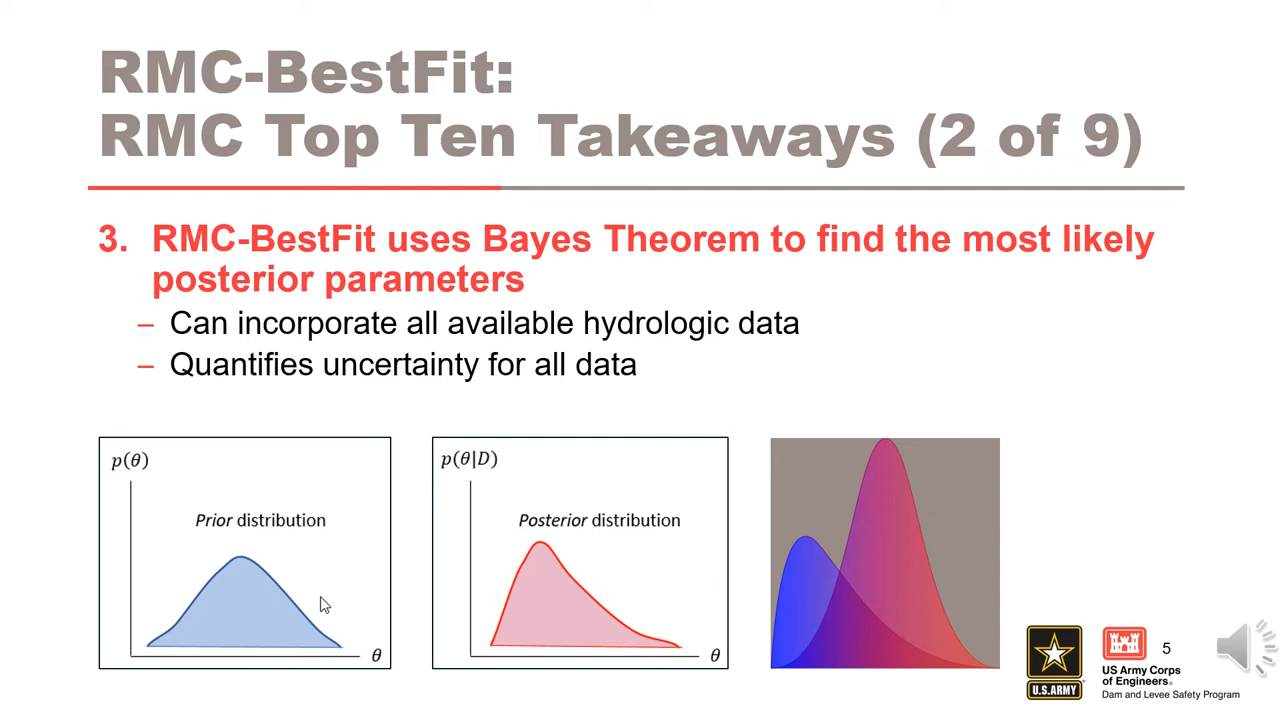 RMC-BestFit:
RMC Top Ten Takeaways (2 of 9)
3. RMC-BestFit uses Bayes Theorem to find the most likely
posterior parameters
– Can incorporate all available hydrologic data
– Quantifies uncertainty for all data
p(θ)
Prior distribution
θ
p(θ|D)
Posterior distribution
θ
U.S.ARMY
US Army Corps
of Engineers®
Dam and Levee Safety Program
5